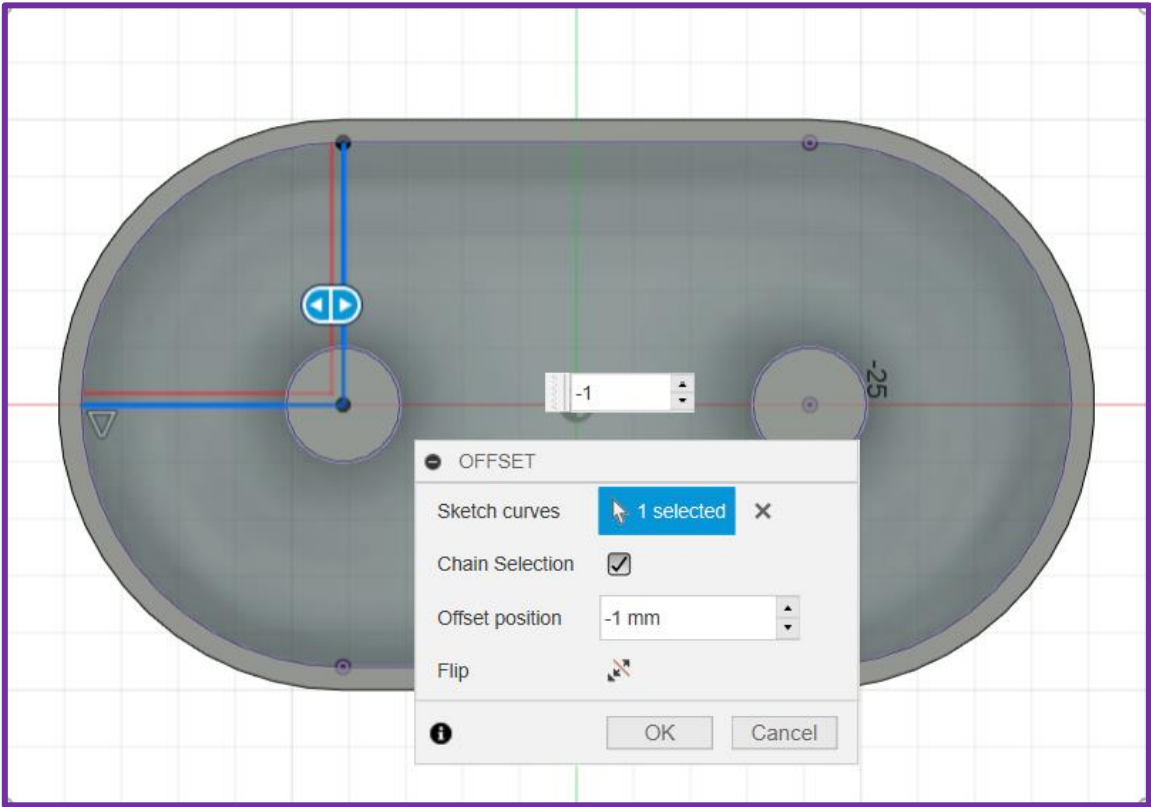 -25
-1
OFFSET
Sketch curves 1 selected
Chain Selection
Offset position -1 mm
Flip
OK Cancel